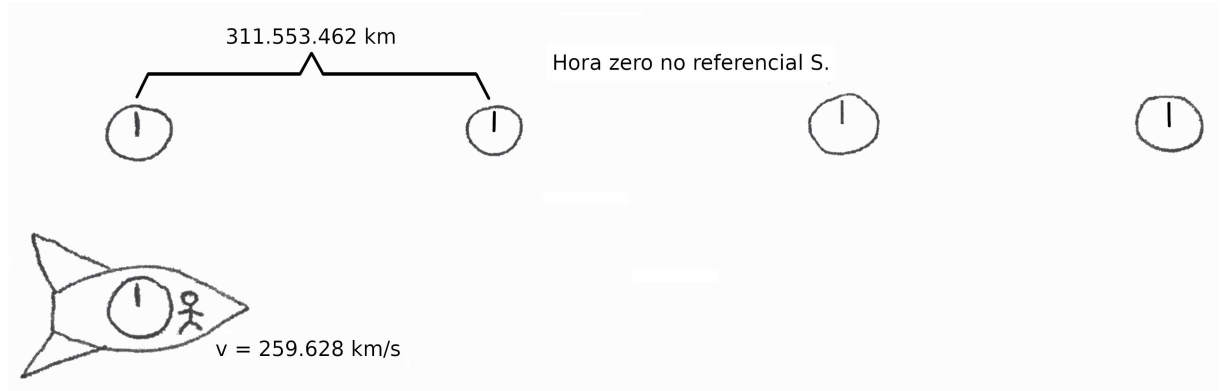 311.553.462 km
Hora zero no referencial S.
v = 259.628 km/s